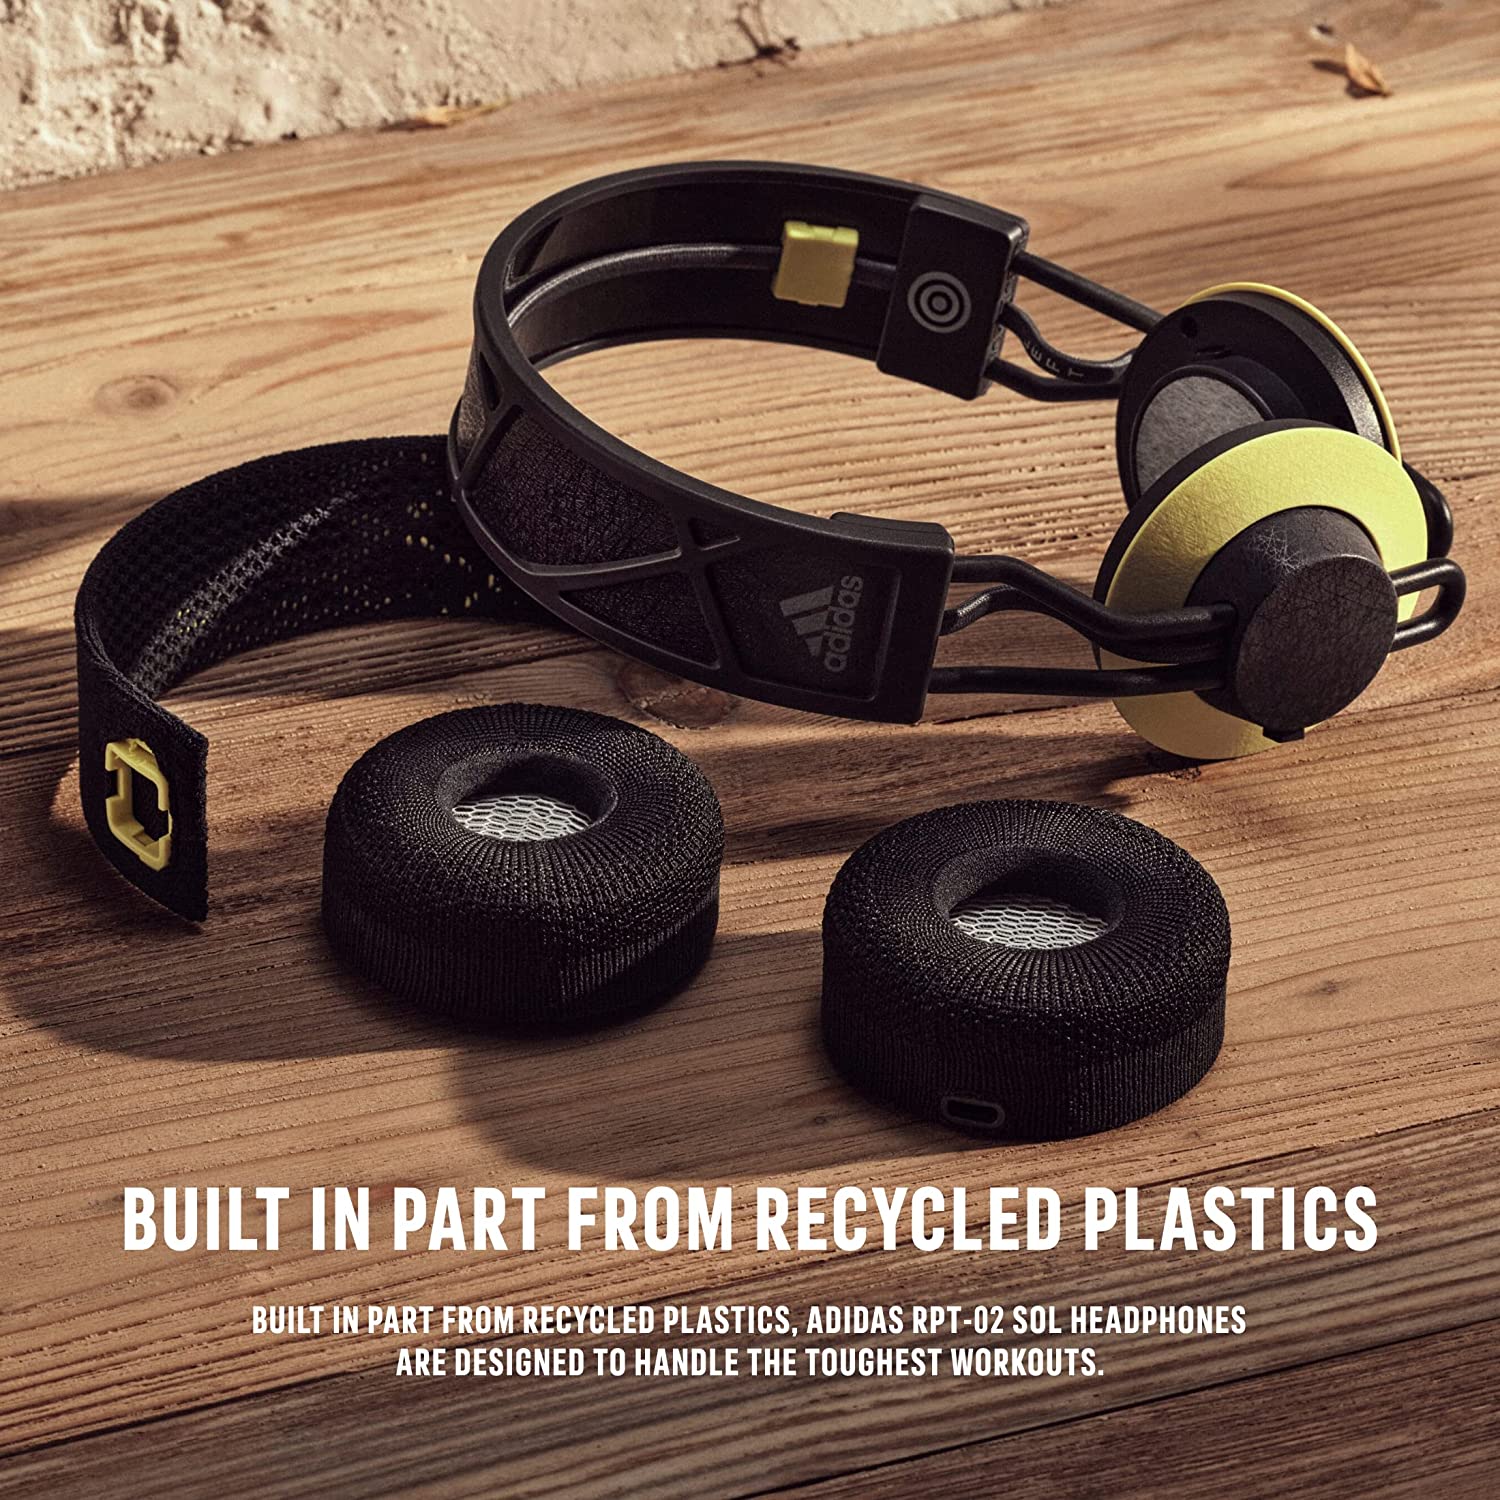 LEFT
adidas
BUILT IN PART FROM RECYCLED PLASTICS
BUILT IN PART FROM RECYCLED PLASTICS, ADIDAS RPT-02 SOL HEADPHONES
ARE DESIGNED TO HANDLE THE TOUGHEST WORKOUTS.